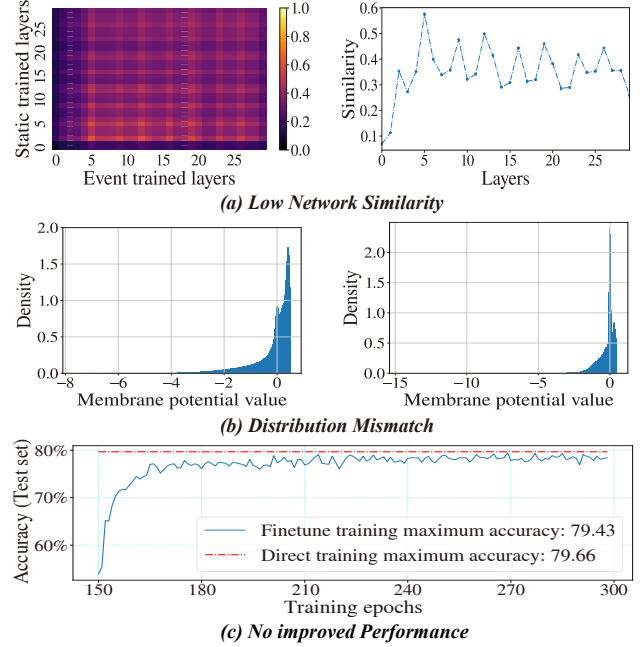 Static trained layers
0 5 10 15 20 25
0 5 10 15 20 25
Event trained layers
1.0
0.8
0.6
0.4
0.2
0.0
Similarity
0.6
0.5
0.4
0.3
0.2
0.1
0 5 10 15 20 25
Layers
(a) Low Network Similarity
Density
2.0
1.5
1.0
0.5
0.0
−8 −6 −4 −2 0
Membrane potential value
Density
2.0
1.5
1.0
0.5
0.0
−15 −10 −5 0
Membrane potential value
(b) Distribution Mismatch
Accuracy (Test set)
80%
70%
60%
Finetune training maximum accuracy: 79.43
Direct training maximum accuracy: 79.66
150 180 210 240 270 300
Training epochs
(c) No improved Performance